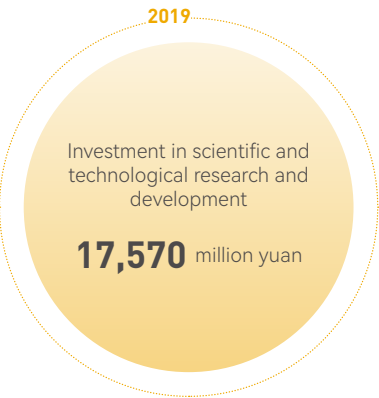 2019
Investment in scientific and
technological research and
development
17,570 million yuan